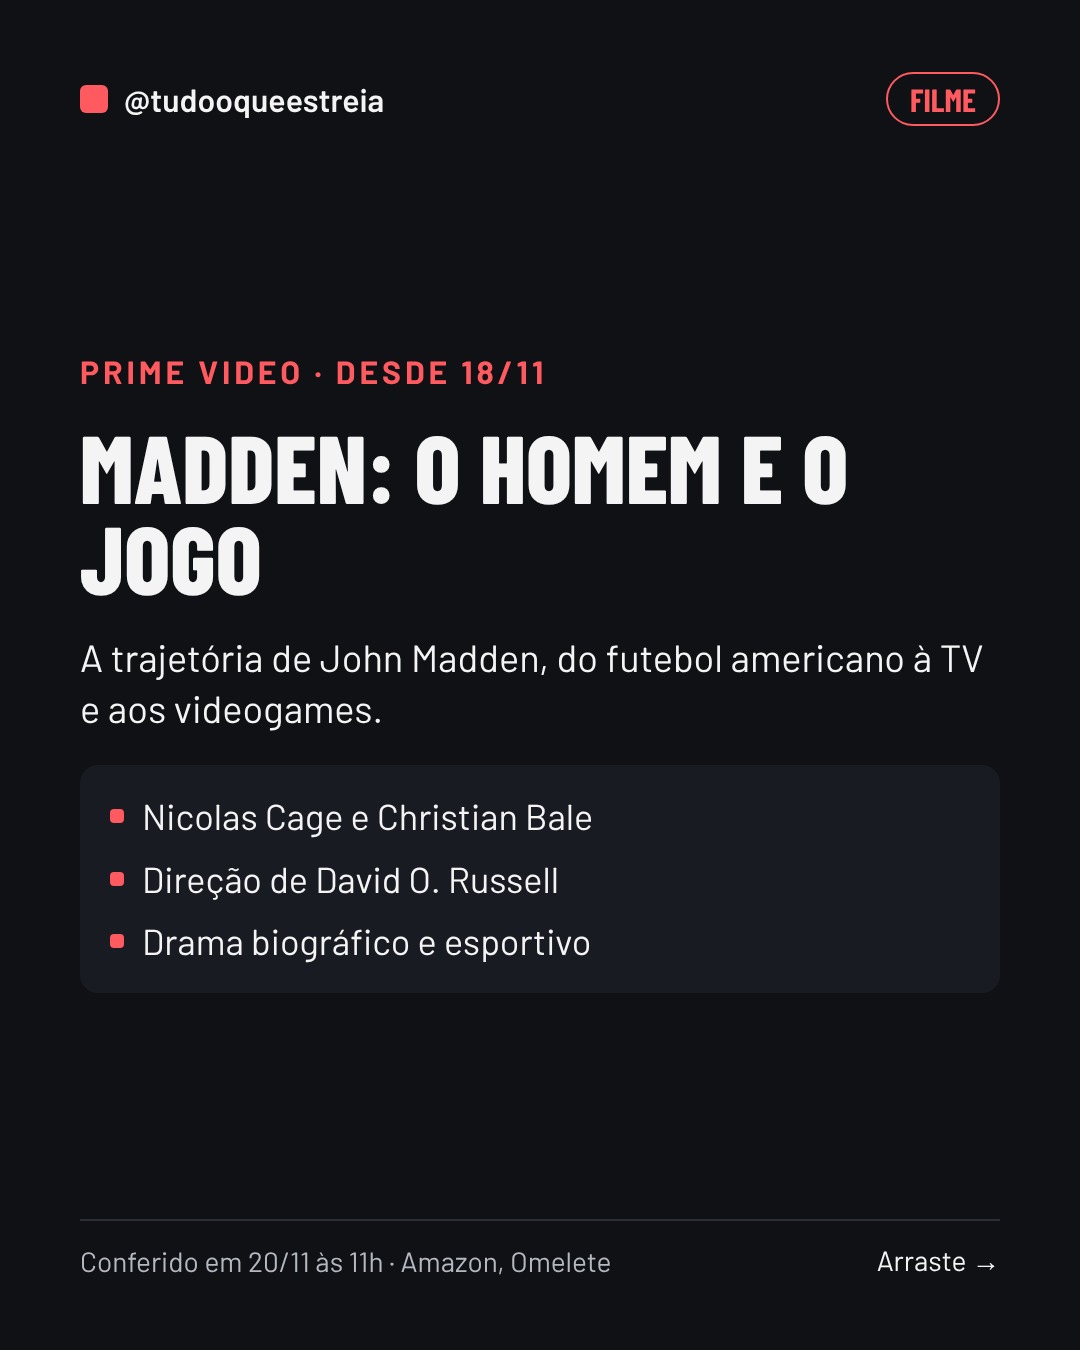 @tudooqueestreia
FILME
PRIME VIDEO · DESDE 18/11
MADDEN: O HOMEM E O
JOGO
A trajetória de John Madden, do futebol americano à TV
e aos videogames.
Nicolas Cage e Christian Bale
Direção de David O. Russell
Drama biográfico e esportivo
Conferido em 20/11 às 11h · Amazon, Omelete
Arraste →